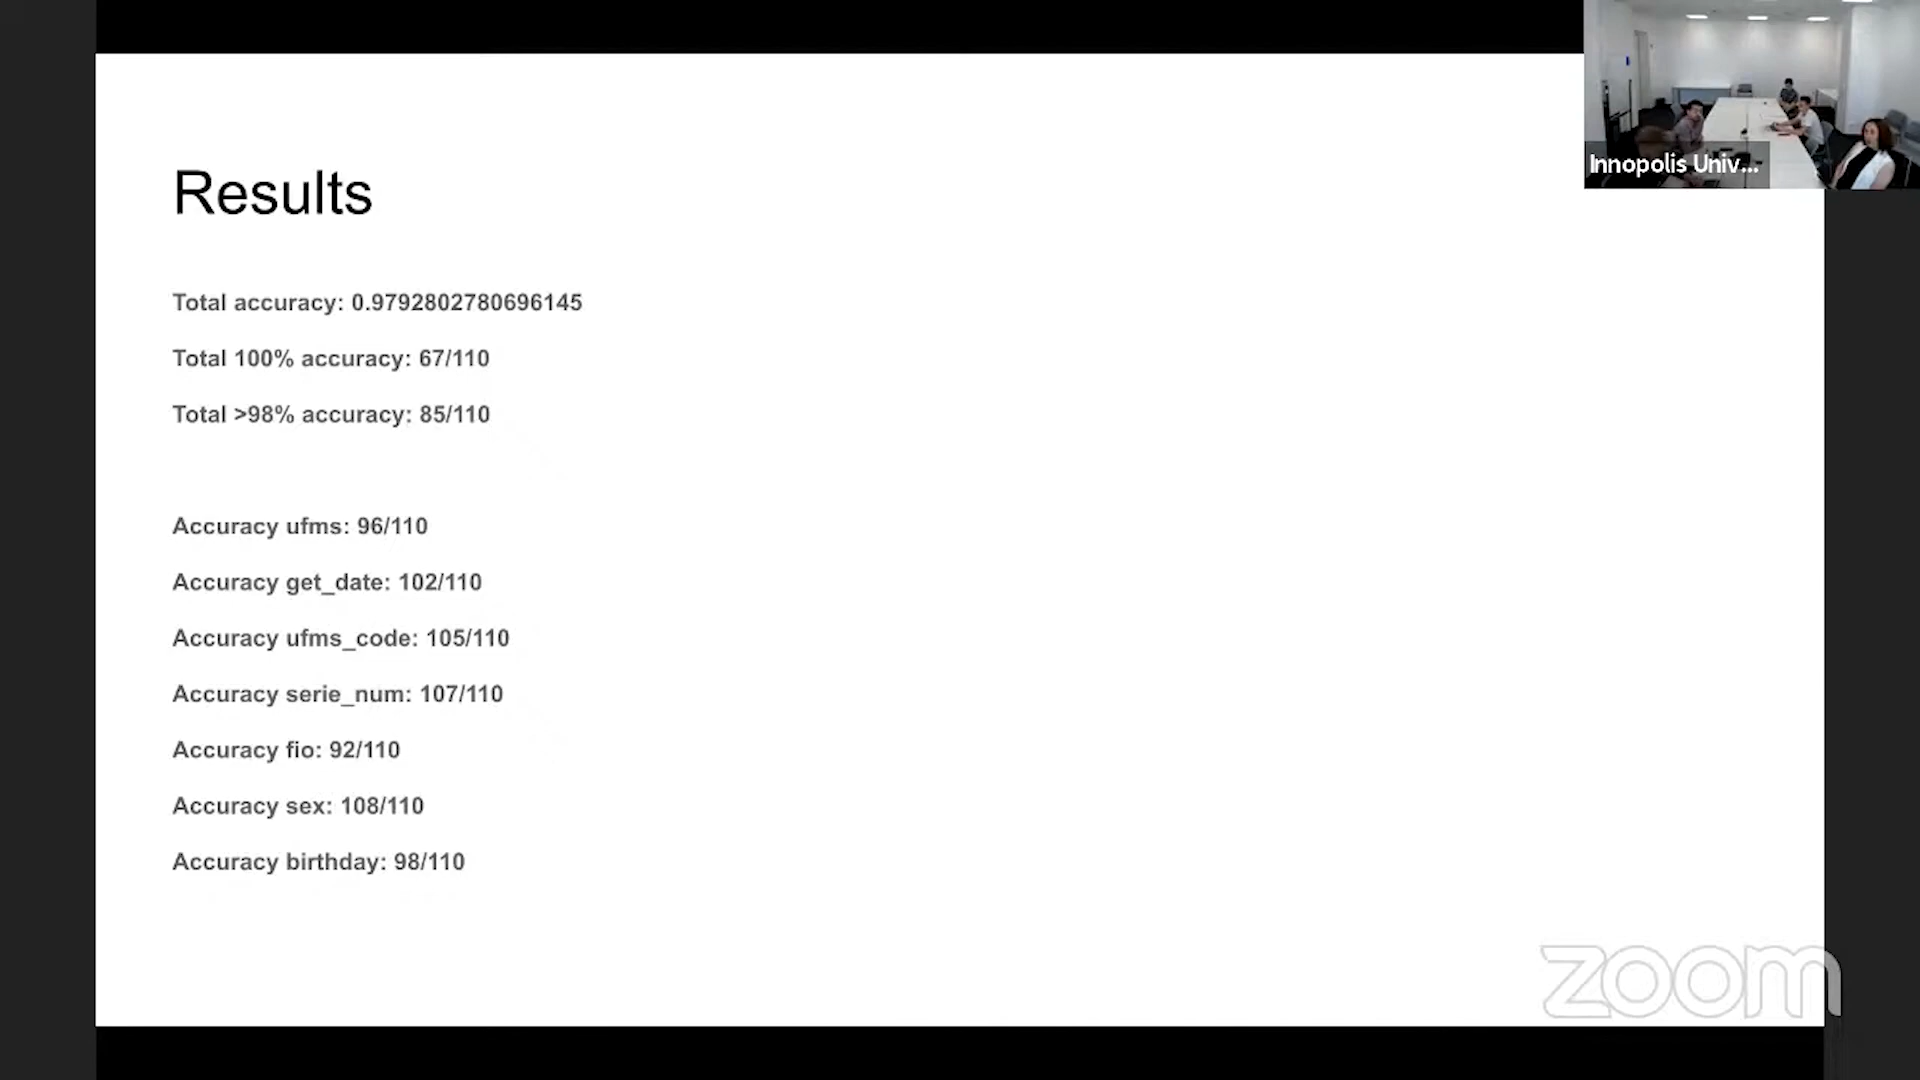 Innopolis Univ...
Results
Total accuracy: 0.9792802780696145
Total 100% accuracy: 67/110
Total >98% accuracy: 85/110
Accuracy ufms: 96/110
Accuracy get_date: 102/110
Accuracy ufms_code: 105/110
Accuracy serie_num: 107/110
Accuracy fio: 92/110
Accuracy sex: 108/110
Accuracy birthday: 98/110
zoom